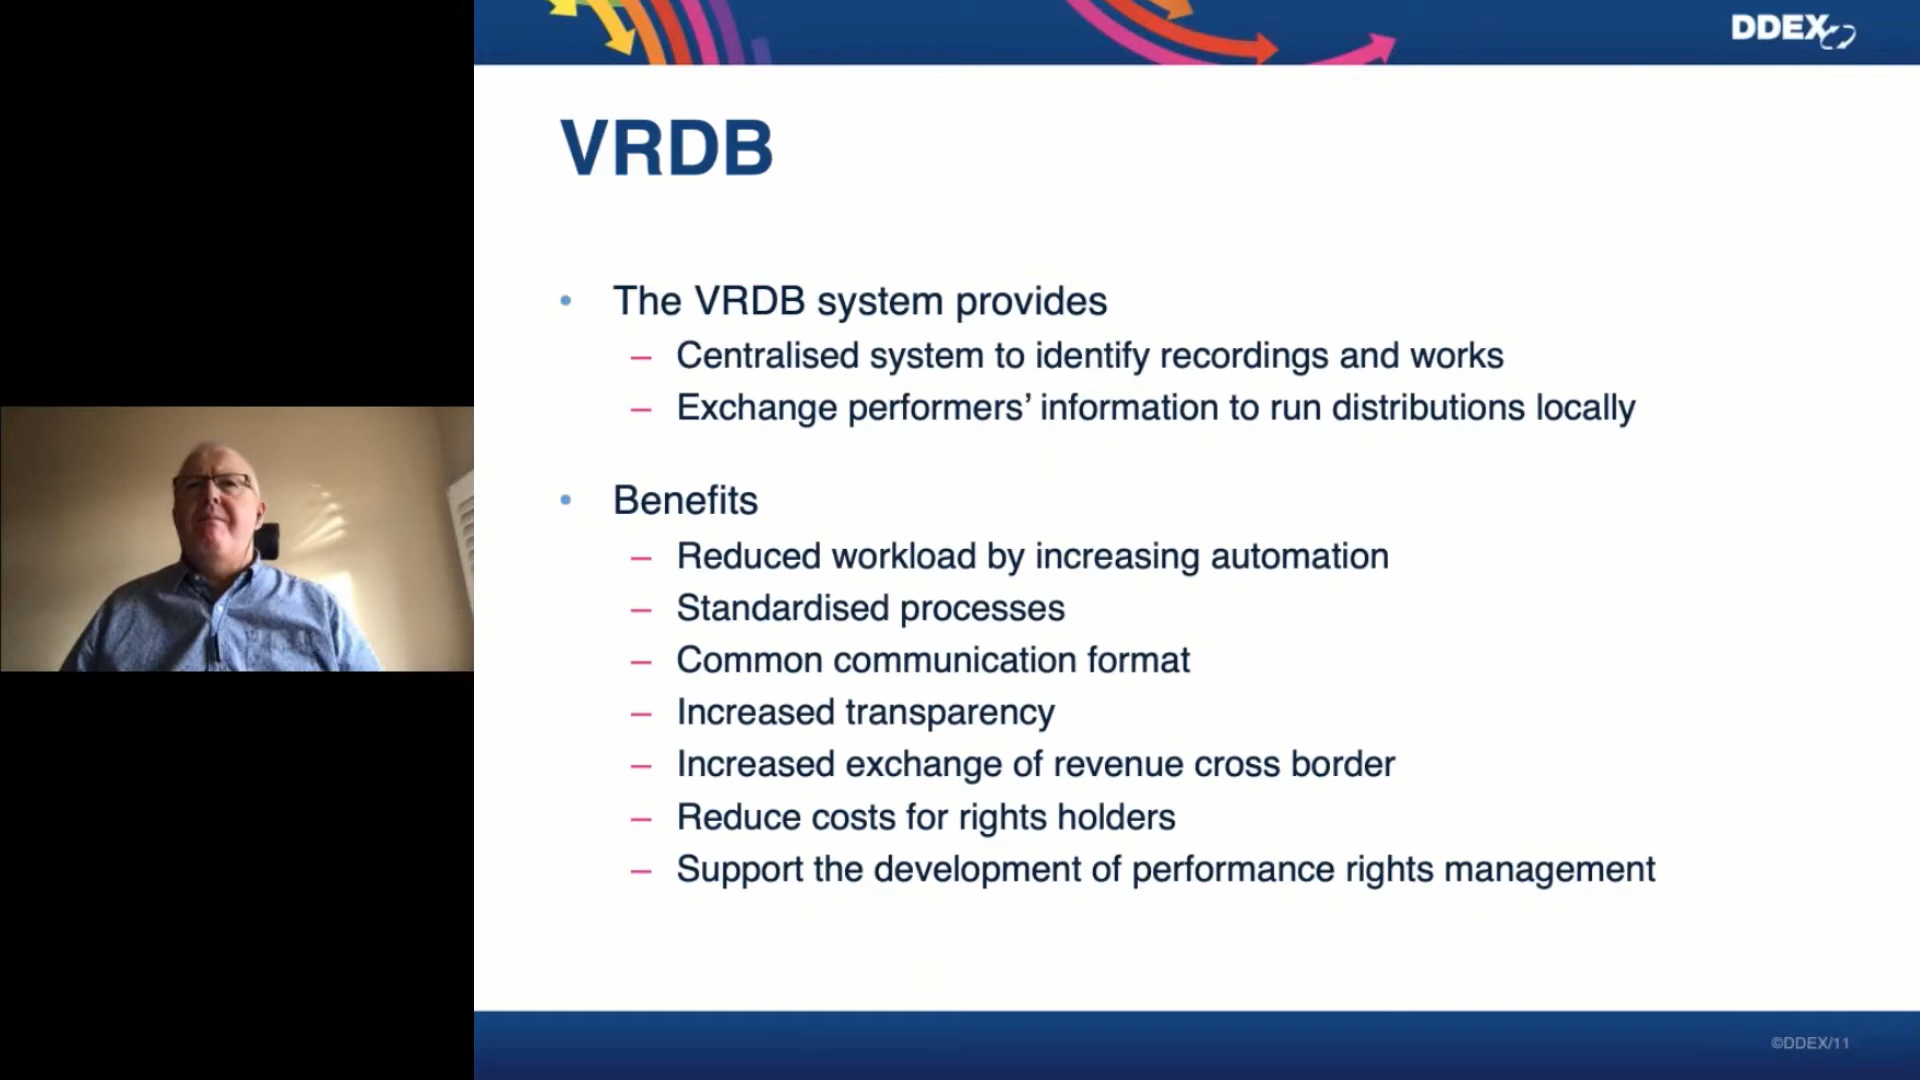 DDEX
VRDB
• The VRDB system provides
– Centralised system to identify recordings and works
– Exchange performers’ information to run distributions locally
• Benefits
– Reduced workload by increasing automation
– Standardised processes
– Common communication format
– Increased transparency
– Increased exchange of revenue cross border
– Reduce costs for rights holders
– Support the development of performance rights management
©DDEX/11